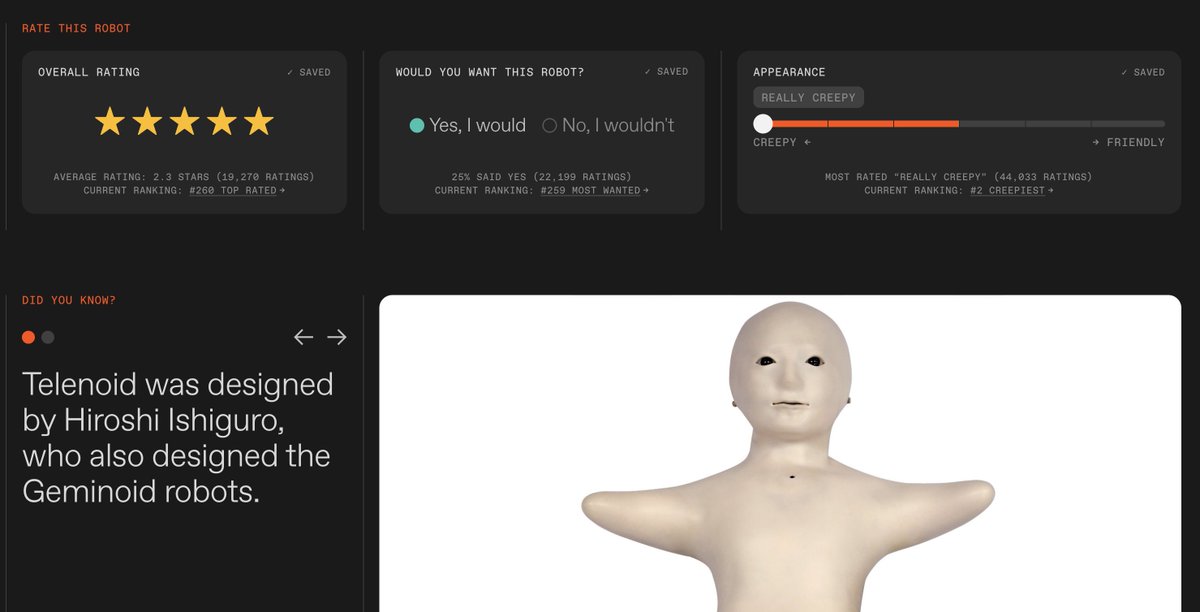 RATE THIS ROBOT
OVERALL RATING
✓ SAVED
AVERAGE RATING: 2.3 STARS (19,270 RATINGS)
CURRENT RANKING: #260 TOP RATED →
WOULD YOU WANT THIS ROBOT?
✓ SAVED
Yes, I would
No, I wouldn't
25% SAID YES (22,199 RATINGS)
CURRENT RANKING: #259 MOST WANTED →
APPEARANCE
✓ SAVED
REALLY CREEPY
CREEPY ←
→ FRIENDLY
MOST RATED "REALLY CREEPY" (44,033 RATINGS)
CURRENT RANKING: #2 CREEPIEST →
DID YOU KNOW?
← →
Telenoid was designed
by Hiroshi Ishiguro,
who also designed the
Geminoid robots.